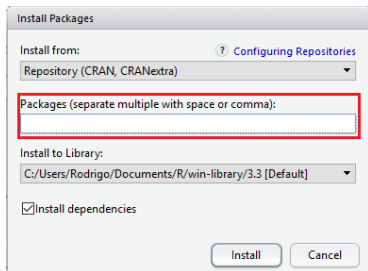 Install Packages
Install from:
? Configuring Repositories
Repository (CRAN, CRANextra)
Packages (separate multiple with space or comma):
Install to Library:
C:/Users/Rodrigo/Documents/R/win-library/3.3 [Default]
Install dependencies
Install
Cancel